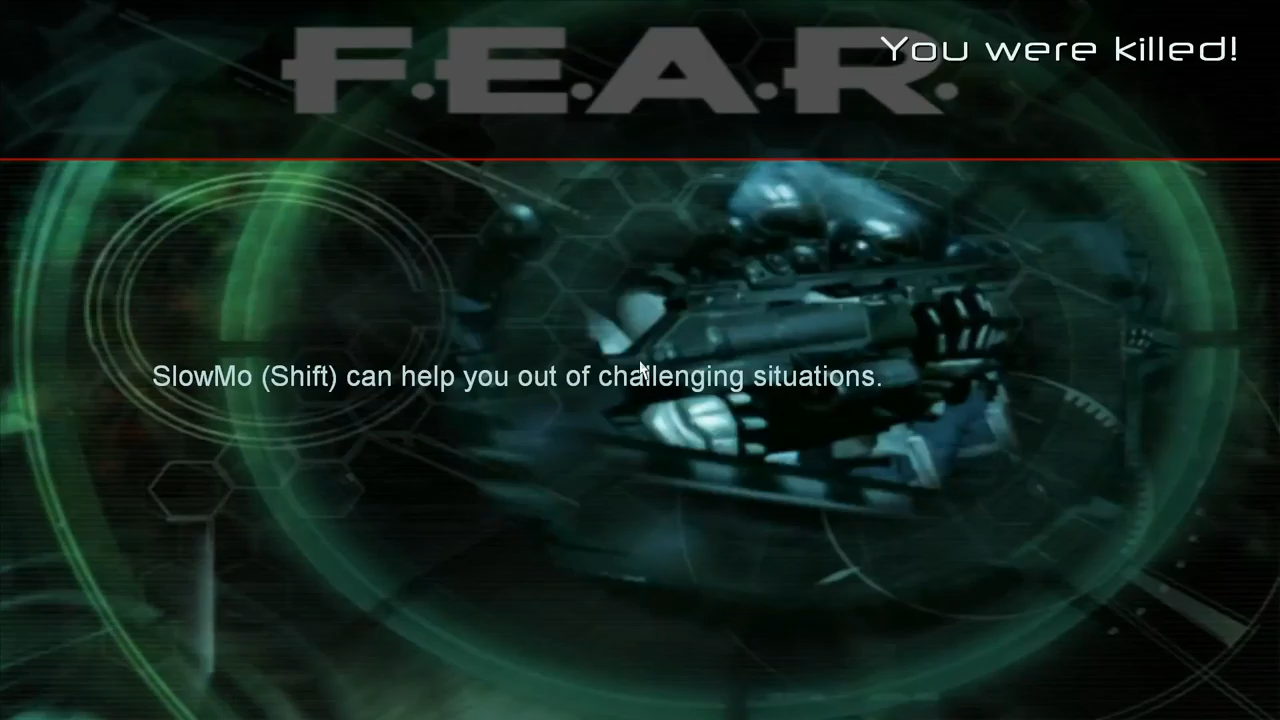 F.E.A.R.
You were killed!
SlowMo (Shift) can help you out of challenging situations.